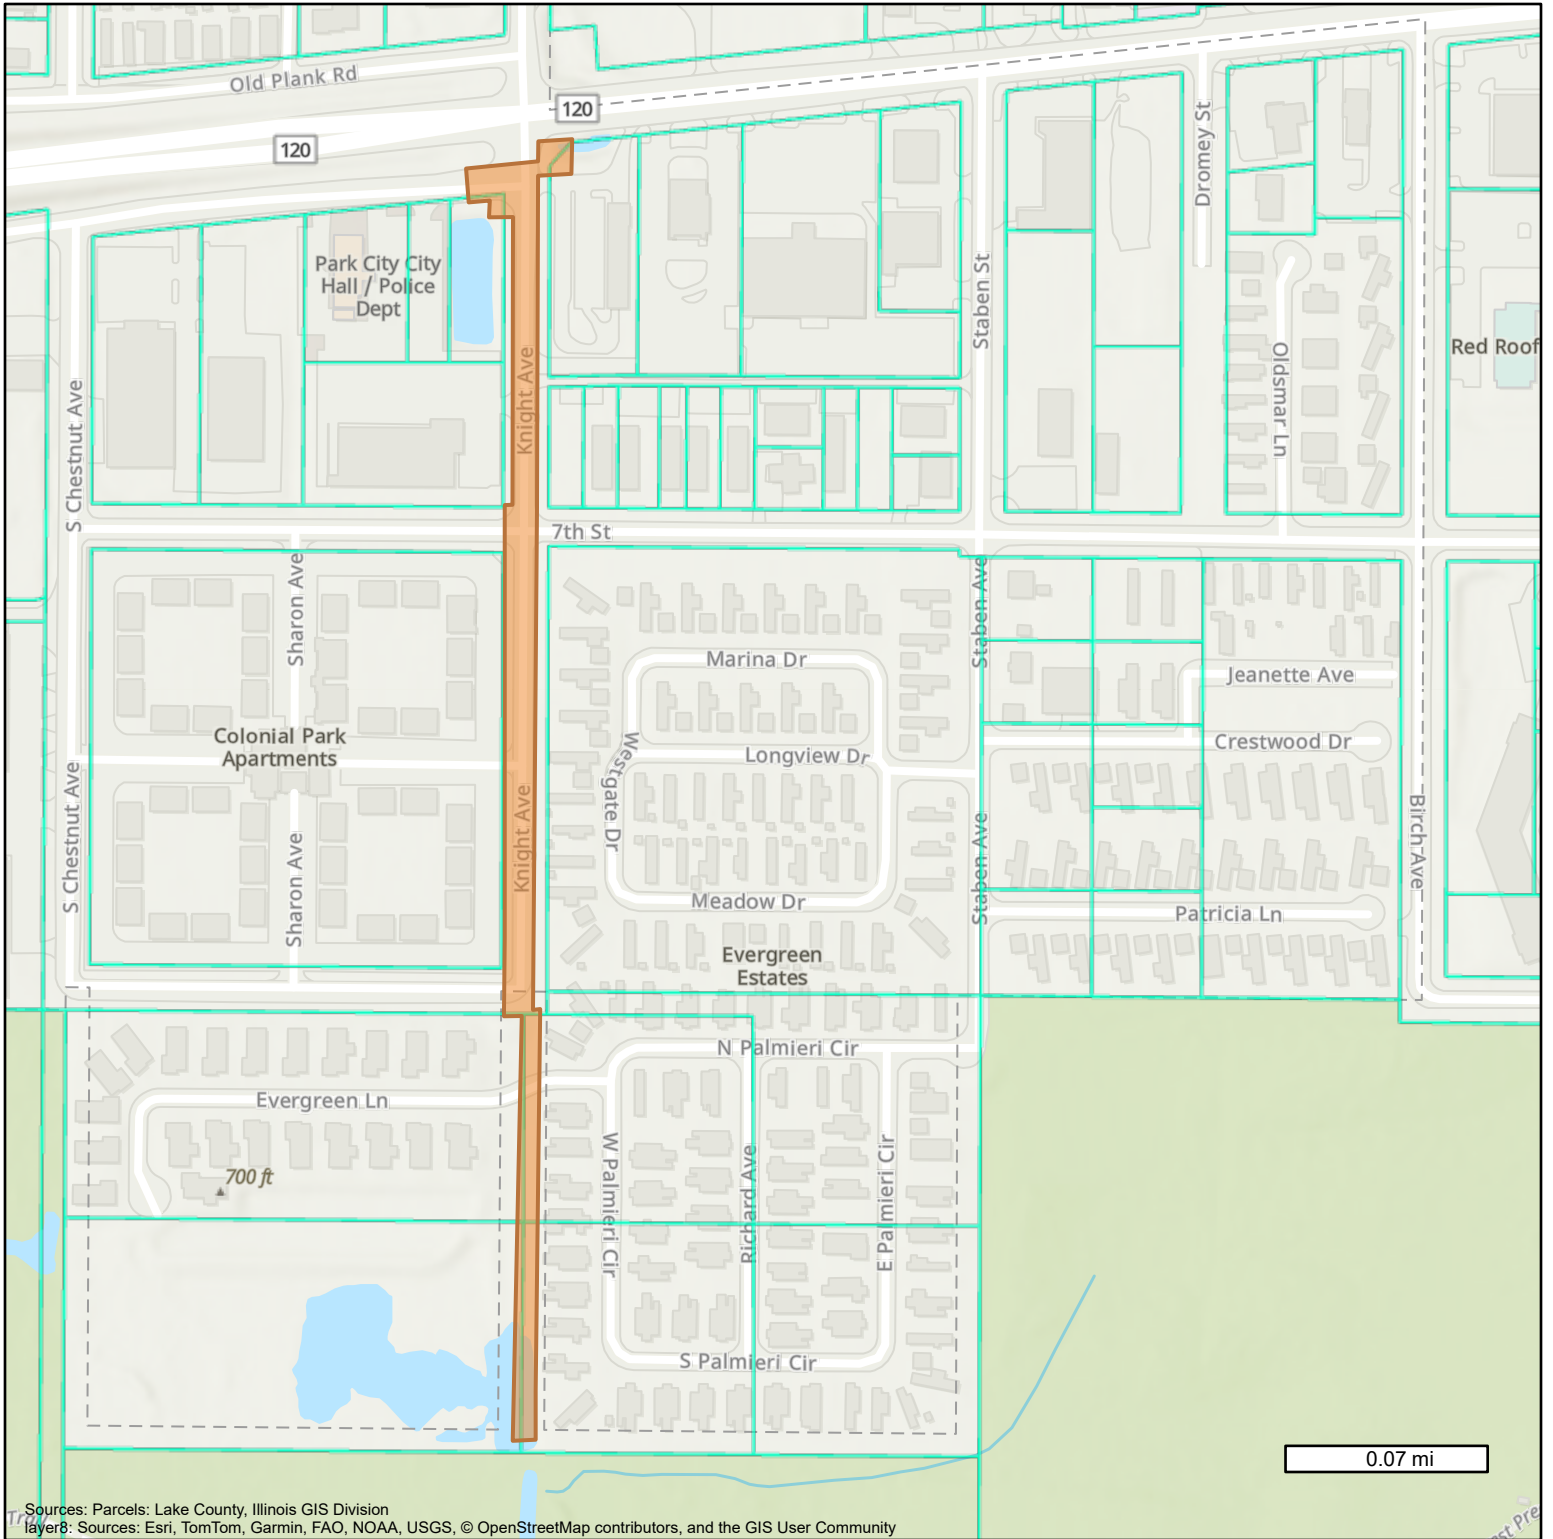 Old Plank Rd
120
120
Dromey St
Park City City
Hall / Police
Dept
Staben St
Knight Ave
Oldsmar Ln
Red Roof
S Chestnut Ave
7th St
Sharon Ave
Staben Ave
Marina Dr
Jeanette Ave
Colonial Park
Apartments
Westgate Dr
Longview Dr
Crestwood Dr
S Chestnut Ave
Knight Ave
Staben Ave
Birch Ave
Sharon Ave
Meadow Dr
Patricia Ln
Evergreen
Estates
N Palmieri Cir
Evergreen Ln
700 ft
W Palmieri Cir
Richard Ave
E Palmieri Cir
S Palmieri Cir
0.07 mi
Sources: Parcels: Lake County, Illinois GIS Division
layer8: Sources: Esri, TomTom, Garmin, FAO, NOAA, USGS, © OpenStreetMap contributors, and the GIS User Community